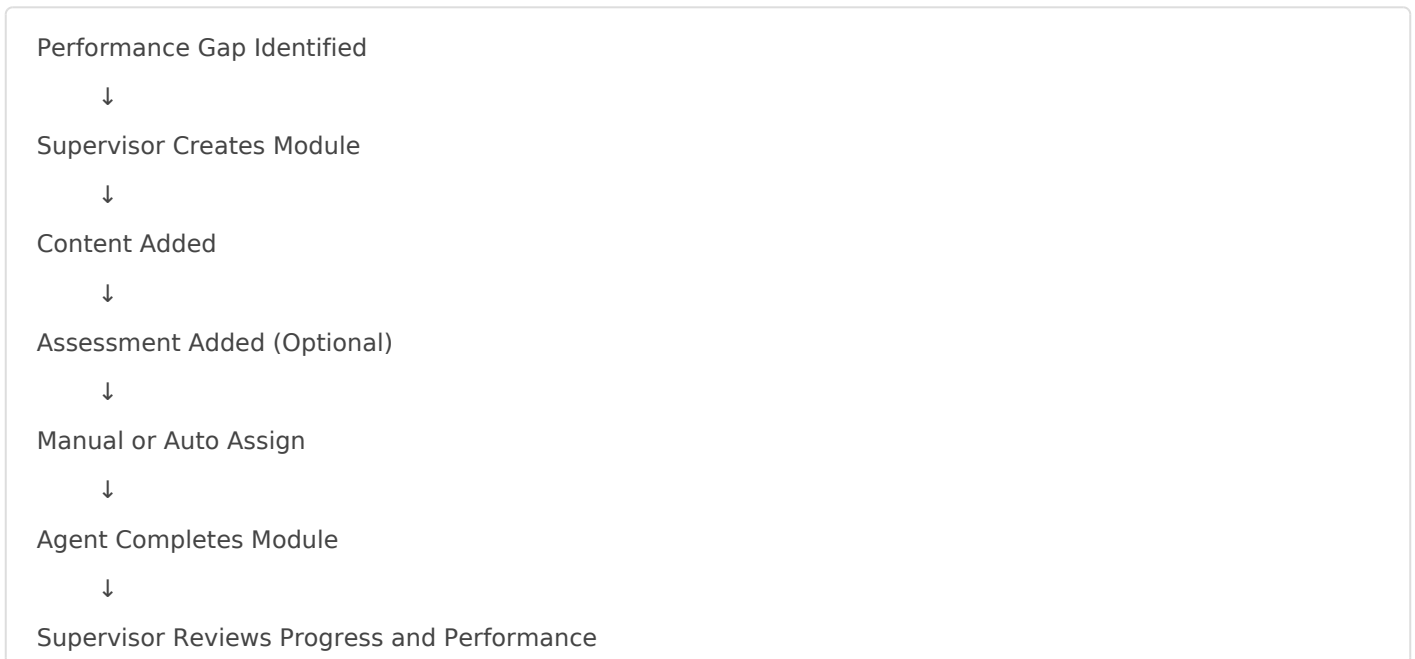 Performance Gap Identified
↓
Supervisor Creates Module
↓
Content Added
↓
Assessment Added (Optional)
↓
Manual or Auto Assign
↓
Agent Completes Module
↓
Supervisor Reviews Progress and Performance